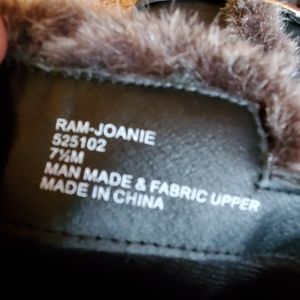 RAM-JOANIE
525102
7½M
MAN MADE & FABRIC UPPER
MADE IN CHINA